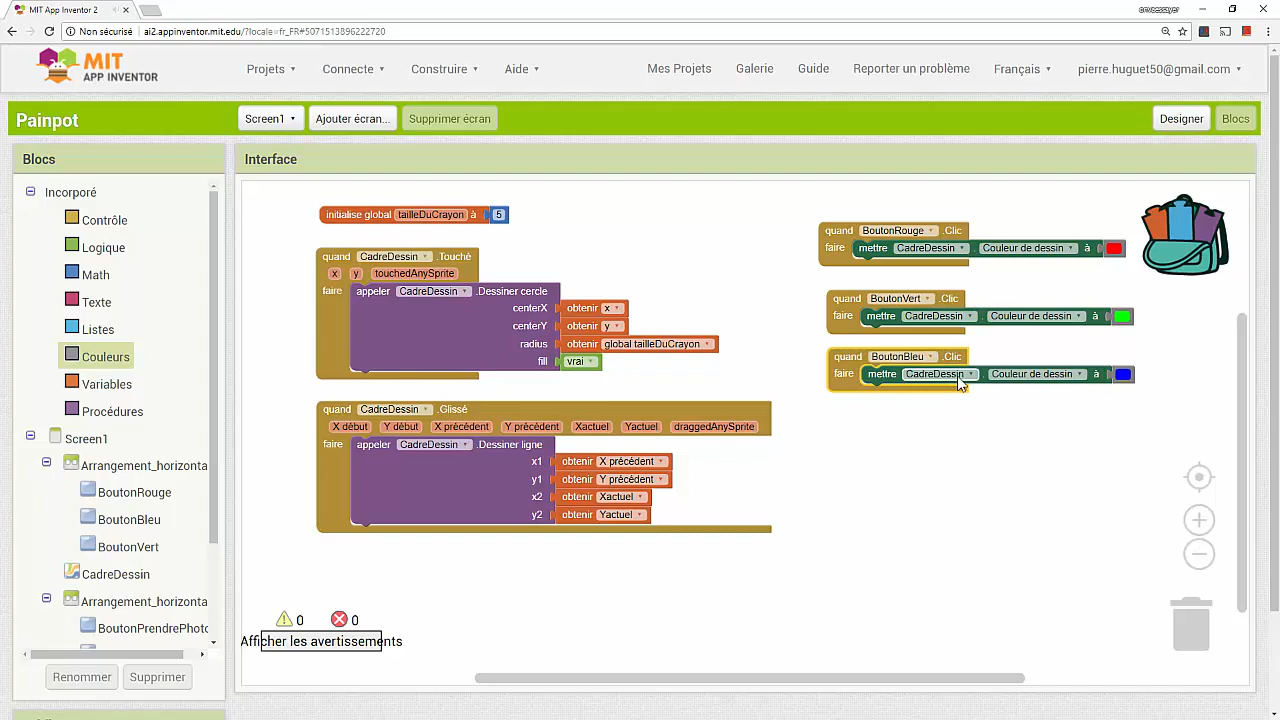 MIT App Inventor 2
Non sécurisé
ai2.appinventor.mit.edu/?locale=fr_FR#5071513896222720
MIT
APP INVENTOR
Projets
Connecte
Construire
Aide
Mes Projets
Guide
Reporter un problème
Français
pierre.huguet50@gmail.com
Painpot
Screen1
Ajouter écran...
Supprimer écran
Designer
Blocs
Blocs
Incorporé
Contrôle
Logique
Math
Texte
Listes
Couleurs
Variables
Procédures
Screen1
Arrangement_horizonta
BoutonRouge
BoutonBleu
BoutonVert
CadreDessin
Arrangement_horizonta
BoutonPrendrePhoto
Renommer
Supprimer
Interface
initialise global tailleDuCrayon à 5
quand CadreDessin .Touché
x y touchedAnySprite
faire appeler CadreDessin .Dessiner cercle
centerX obtenir x
centerY obtenir y
radius obtenir global tailleDuCrayon
fill vrai
quand CadreDessin .Glissé
X début Y début X précédent Y précédent Xactuel Yactuel draggedAnySprite
faire appeler CadreDessin .Dessiner ligne
x1 obtenir X précédent
y1 obtenir Y précédent
x2 obtenir Xactuel
y2 obtenir Yactuel
quand BoutonRouge .Clic
faire mettre CadreDessin . Couleur de dessin à
quand BoutonVert .Clic
faire mettre CadreDessin . Couleur de dessin à
quand BoutonBleu .Clic
faire mettre CadreDessin . Couleur de dessin à
0 0
Afficher les avertissements